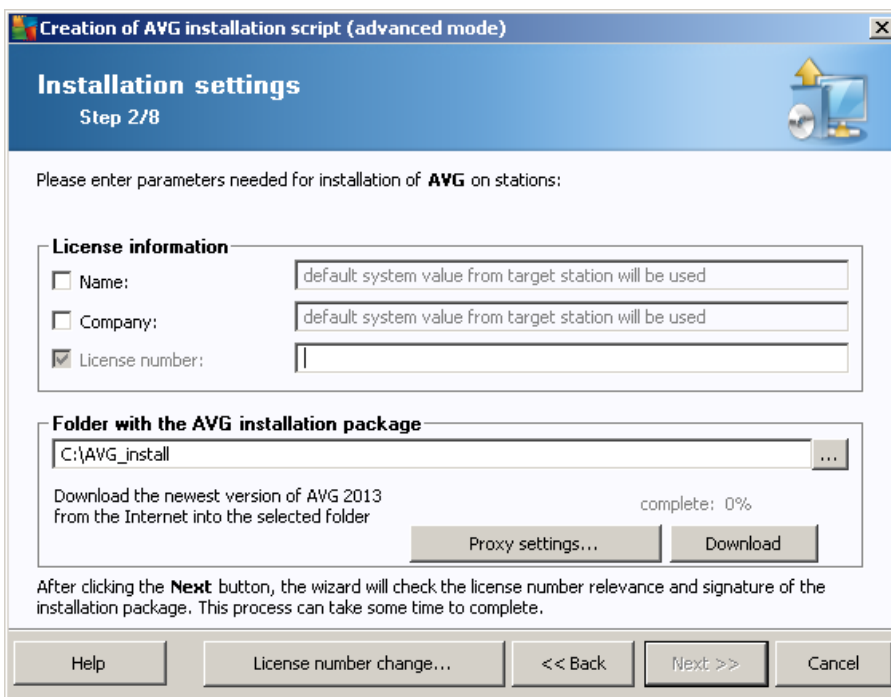 Creation of AVG installation script (advanced mode)
Installation settings
Step 2/8
Please enter parameters needed for installation of AVG on stations:
License information
Name: default system value from target station will be used
Company: default system value from target station will be used
License number:
Folder with the AVG installation package
C:\AVG_install ...
Download the newest version of AVG 2013
from the Internet into the selected folder
complete: 0%
Proxy settings... Download
After clicking the Next button, the wizard will check the license number relevance and signature of the
installation package. This process can take some time to complete.
Help License number change... << Back Next >> Cancel